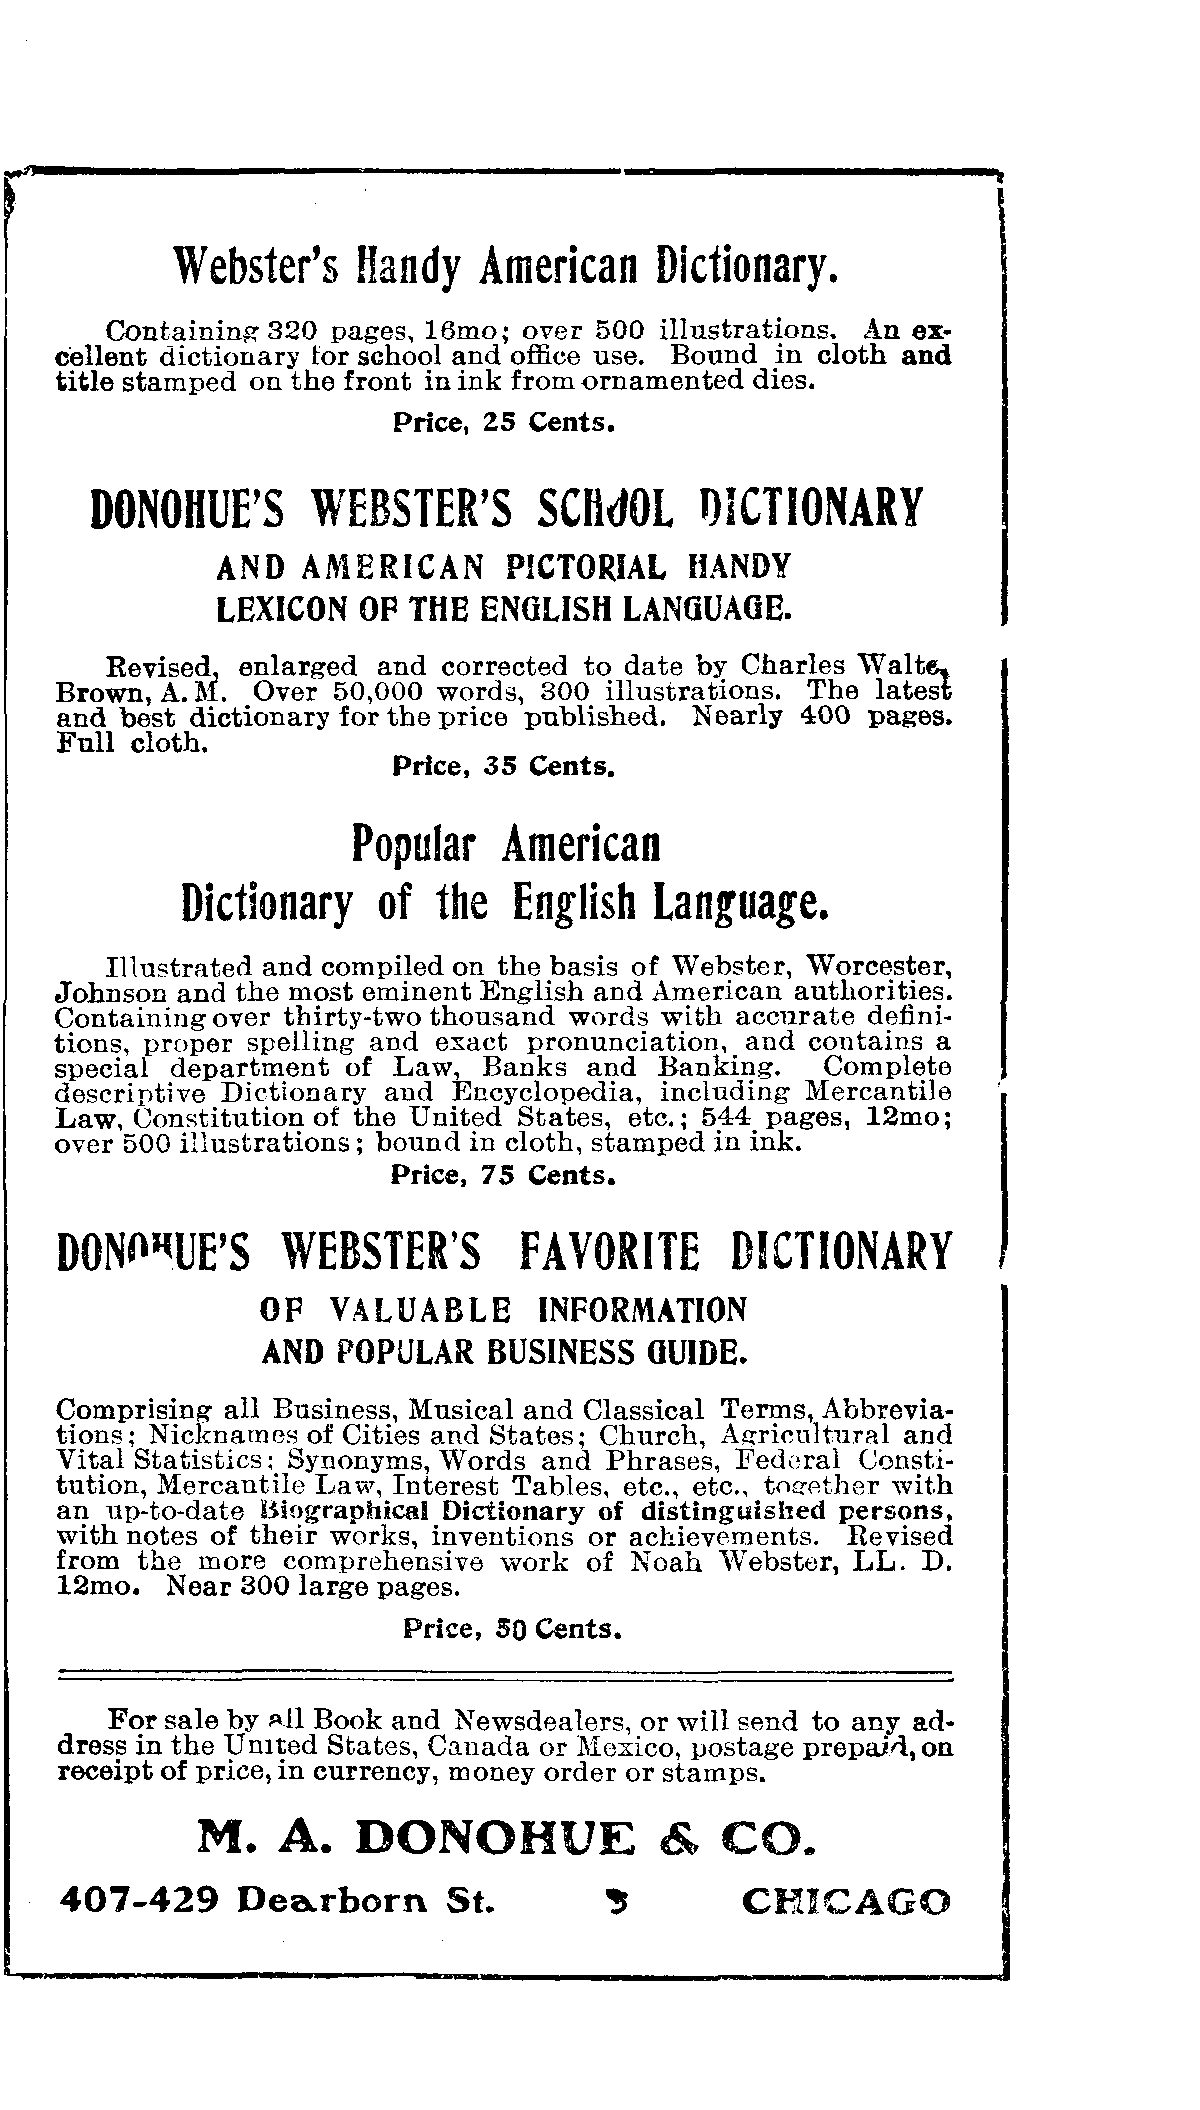 Webster's Handy American Dictionary.
Containing 320 pages, 16mo; over 500 illustrations. An ex-
cellent dictionary for school and office use. Bound in cloth and
title stamped on the front in ink from ornamented dies.
Price, 25 Cents.
DONOHUE'S WEBSTER'S SCHOOL DICTIONARY
AND AMERICAN PICTORIAL HANDY
LEXICON OF THE ENGLISH LANGUAGE.
Revised, enlarged and corrected to date by Charles Walte
Brown, A. M. Over 50,000 words, 300 illustrations. The latest
and best dictionary for the price published. Nearly 400 pages.
Full cloth.
Price, 35 Cents.
Popular American
Dictionary of the English Language.
Illustrated and compiled on the basis of Webster, Worcester,
Johnson and the most eminent English and American authorities.
Containing over thirty-two thousand words with accurate defini-
tions, proper spelling and exact pronunciation, and contains a
special department of Law, Banks and Banking. Complete
descriptive Dictionary and Encyclopedia, including Mercantile
Law, Constitution of the United States, etc.; 544 pages, 12mo;
over 500 illustrations; bound in cloth, stamped in ink.
Price, 75 Cents.
DONOHUE'S WEBSTER'S FAVORITE DICTIONARY
OF VALUABLE INFORMATION
AND POPULAR BUSINESS GUIDE.
Comprising all Business, Musical and Classical Terms, Abbrevia-
tions; Nicknames of Cities and States; Church, Agricultural and
Vital Statistics; Synonyms, Words and Phrases, Federal Consti-
tution, Mercantile Law, Interest Tables, etc., etc., together with
an up-to-date Biographical Dictionary of distinguished persons,
with notes of their works, inventions or achievements. Revised
from the more comprehensive work of Noah Webster, LL. D.
12mo. Near 300 large pages.
Price, 50 Cents.
For sale by all Book and Newsdealers, or will send to any ad-
dress in the United States, Canada or Mexico, postage prepaid, on
receipt of price, in currency, money order or stamps.
M. A. DONOHUE & CO.
407-429 Dearborn St. CHICAGO